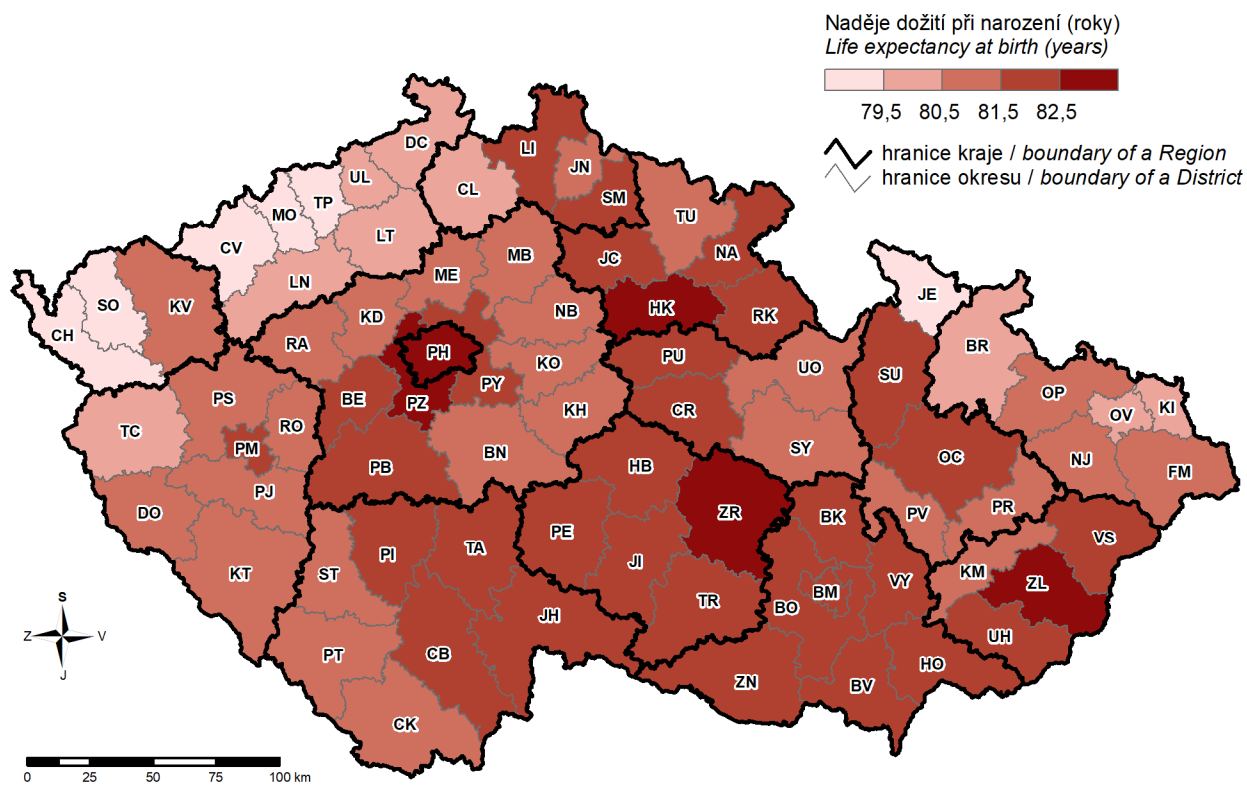 Naděje dožití při narození (roky)
Life expectancy at birth (years)
79,5 80,5 81,5 82,5
hranice kraje / boundary of a Region
hranice okresu / boundary of a District
DC
LI
JN
UL
CL
SM
TP
MO
TU
LT
CV
NA
MB
JC
ME
LN
JE
SO
KV
HK
NB
RK
KD
CH
RA
BR
PH
PU
KO
UO
SU
PY
OP
BE
PZ
PS
CR
KH
KI
OV
RO
TC
PM
SY
BN
OC
NJ
PB
HB
FM
PJ
PR
DO
ZR
PV
BK
PE
VS
PI
TA
JI
KT
ST
KM
VY
ZL
BM
TR
BO
JH
UH
PT
CB
HO
ZN
BV
CK
S
Z V
J
0 25 50 75 100 km